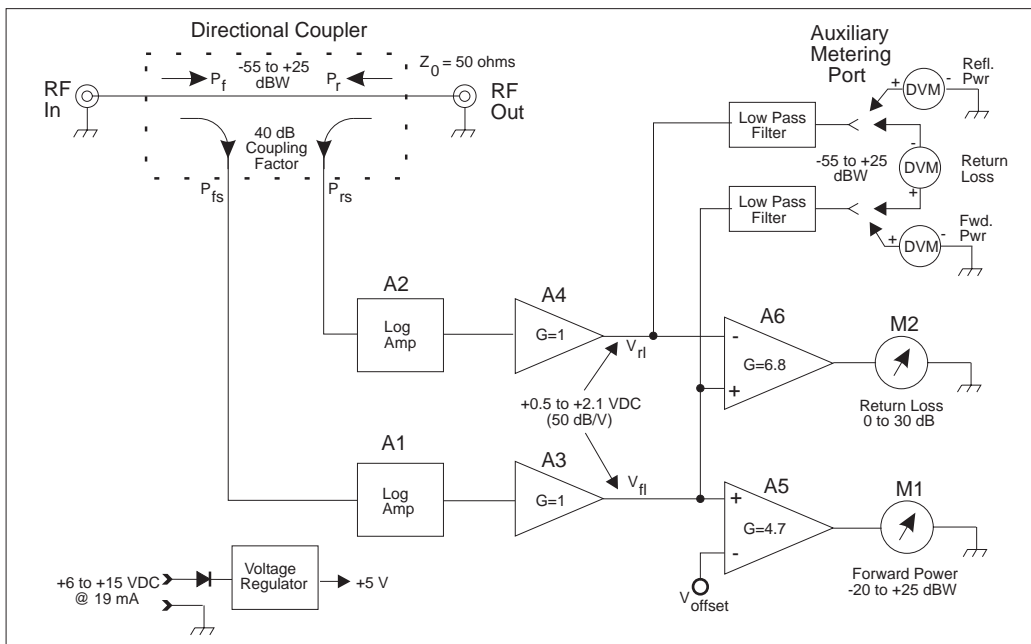 Directional Coupler
-55 to +25
dBW
Pf
Pr
Z0 = 50 ohms
RF
In
RF
Out
40 dB
Coupling
Factor
Pfs
Prs
Auxiliary
Metering
Port
Refl.
Pwr
+
-
DVM
Low Pass
Filter
-
-55 to +25
dBW
DVM
Return
Loss
+
Low Pass
Filter
Fwd.
Pwr
+
-
DVM
A2
Log
Amp
A4
G=1
Vrl
A6
-
G=6.8
+
M2
Return Loss
0 to 30 dB
+0.5 to +2.1 VDC
(50 dB/V)
A1
Log
Amp
A3
G=1
Vfl
A5
+
G=4.7
-
M1
Forward Power
-20 to +25 dBW
Voffset
+6 to +15 VDC
@ 19 mA
Voltage
Regulator
+5 V